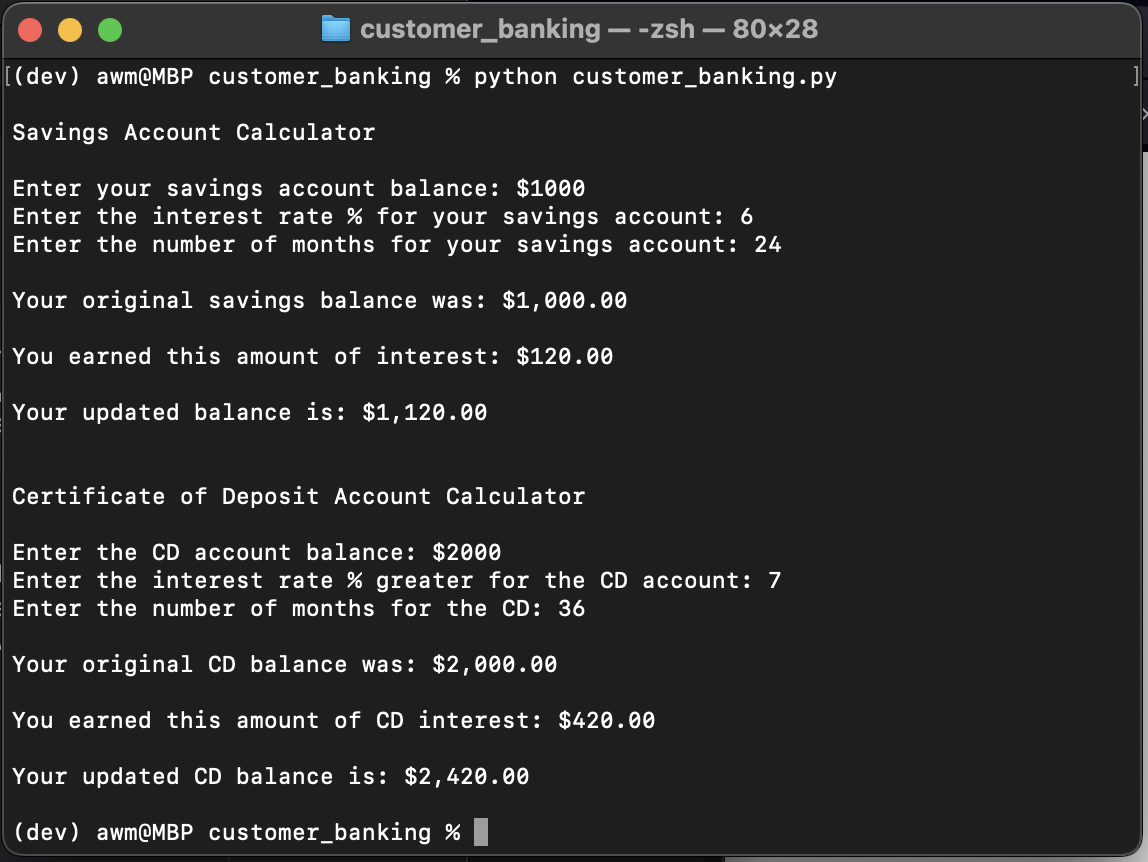 customer_banking — -zsh — 80×28
[(dev) awm@MBP customer_banking % python customer_banking.py ]
Savings Account Calculator
Enter your savings account balance: $1000
Enter the interest rate % for your savings account: 6
Enter the number of months for your savings account: 24
Your original savings balance was: $1,000.00
You earned this amount of interest: $120.00
Your updated balance is: $1,120.00
Certificate of Deposit Account Calculator
Enter the CD account balance: $2000
Enter the interest rate % greater for the CD account: 7
Enter the number of months for the CD: 36
Your original CD balance was: $2,000.00
You earned this amount of CD interest: $420.00
Your updated CD balance is: $2,420.00
(dev) awm@MBP customer_banking %